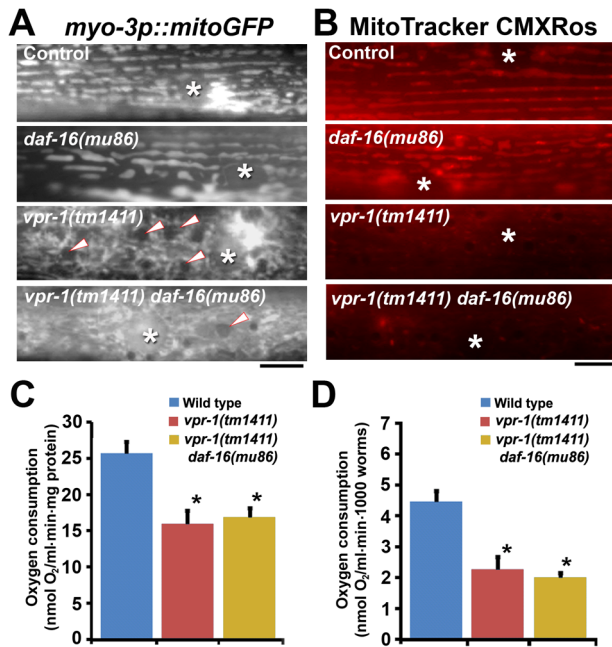 A
myo-3p::mitoGFP
Control
*
daf-16(mu86)
*
vpr-1(tm1411)
*
vpr-1(tm1411) daf-16(mu86)
*
B
MitoTracker CMXRos
Control
*
daf-16(mu86)
*
vpr-1(tm1411)
*
vpr-1(tm1411) daf-16(mu86)
*
C
Wild type
vpr-1(tm1411)
vpr-1(tm1411)
daf-16(mu86)
Oxygen consumption
(nmol O2/ml·min·mg protein)
30
25
20
15
10
5
0
*
*
D
Wild type
vpr-1(tm1411)
vpr-1(tm1411)
daf-16(mu86)
Oxygen consumption
(nmol O2/ml·min·1000 worms)
7
6
5
4
3
2
1
0
*
*